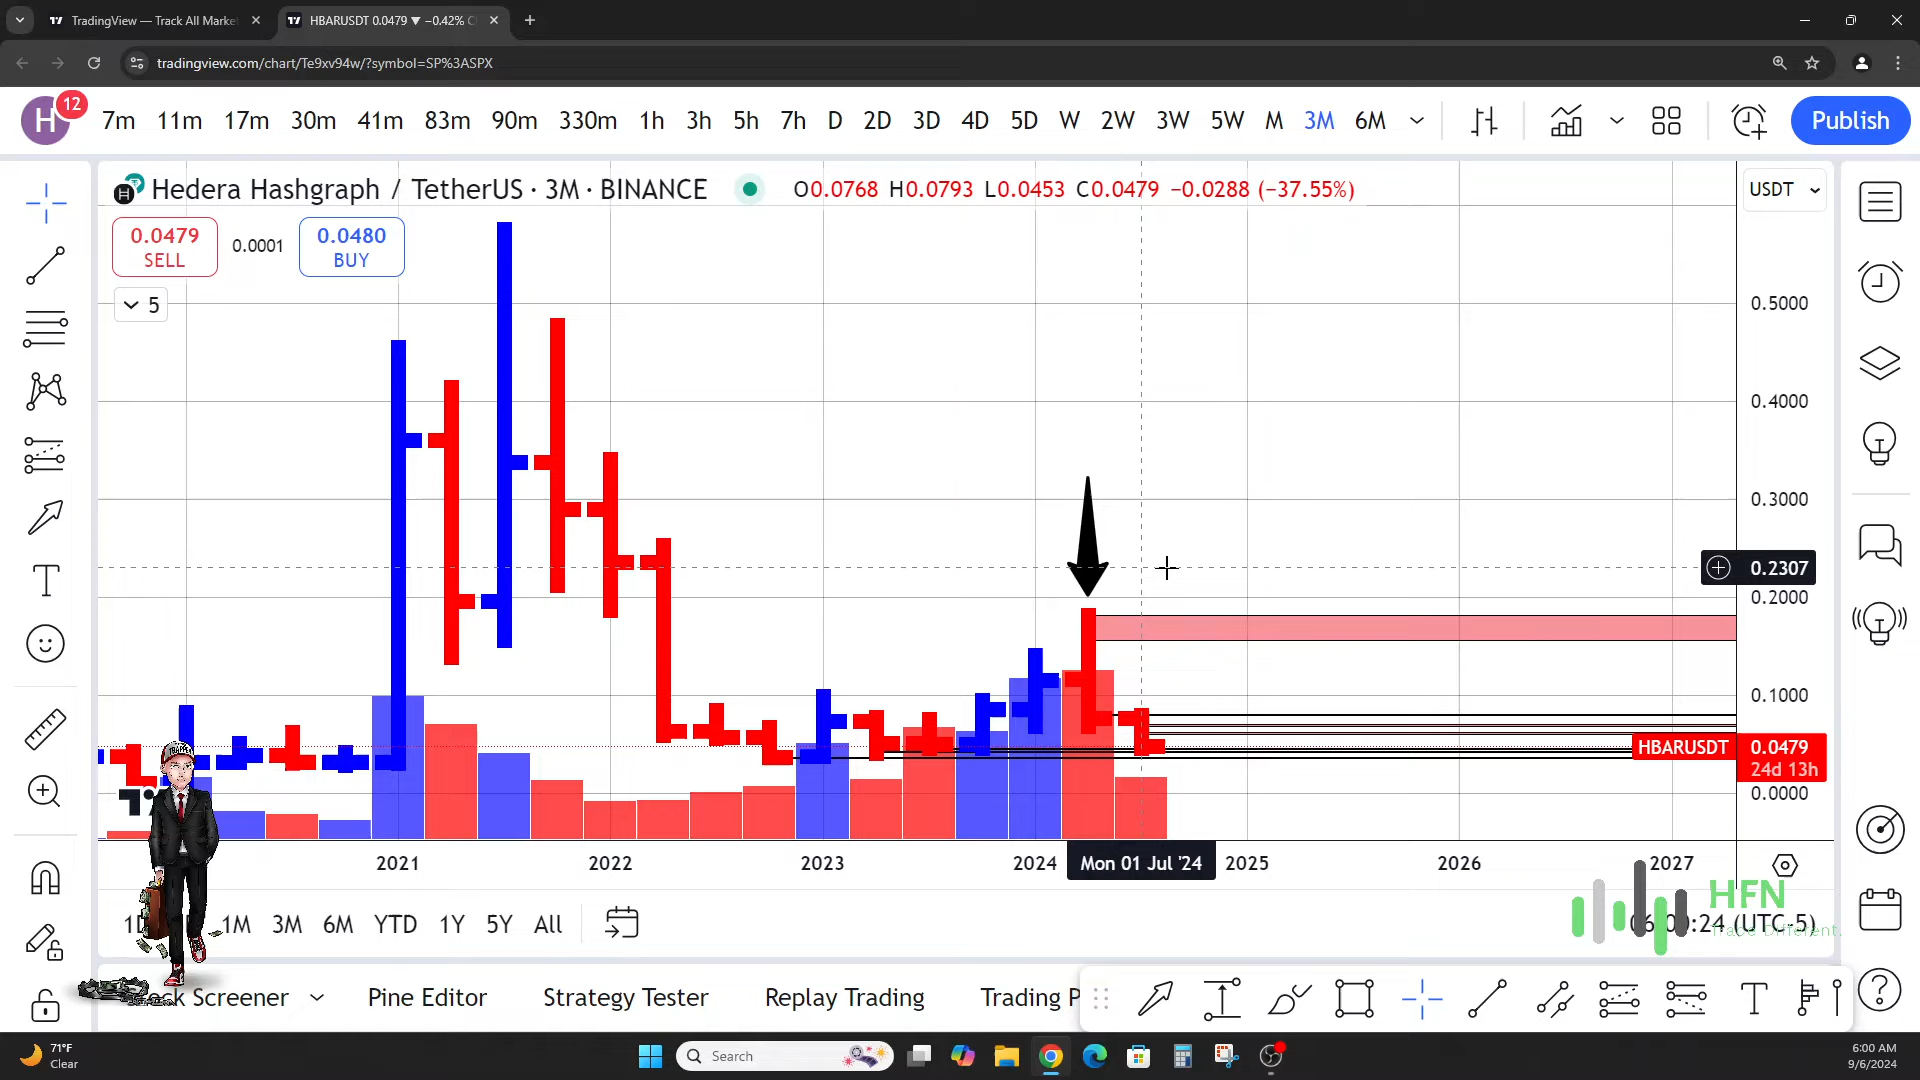 TradingView — Track All Marke
HBARUSDT 0.0479 ▼ −0.42%
tradingview.com/chart/Te9xv94w/?symbol=SP%3ASPX
H 12 7m 11m 17m 30m 41m 83m 90m 330m 1h 3h 5h 7h D 2D 3D 4D 5D W 2W 3W 5W M 3M 6M Publish
Hedera Hashgraph / TetherUS · 3M · BINANCE O0.0768 H0.0793 L0.0453 C0.0479 −0.0288 (−37.55%) USDT
0.0479 SELL 0.0001 0.0480 BUY
5
0.5000
0.4000
0.3000
0.2307
0.2000
0.1000
HBARUSDT 0.0479
24d 13h
0.0000
TRAPPER
2021 2022 2023 2024 Mon 01 Jul '24 2025 2026 2027
HFN
Trade Different.
1D 1M 3M 6M YTD 1Y 5Y All :24 (UTC-5)
Screener Pine Editor Strategy Tester Replay Trading Trading
71°F
Clear
Search
6:00 AM
9/6/2024